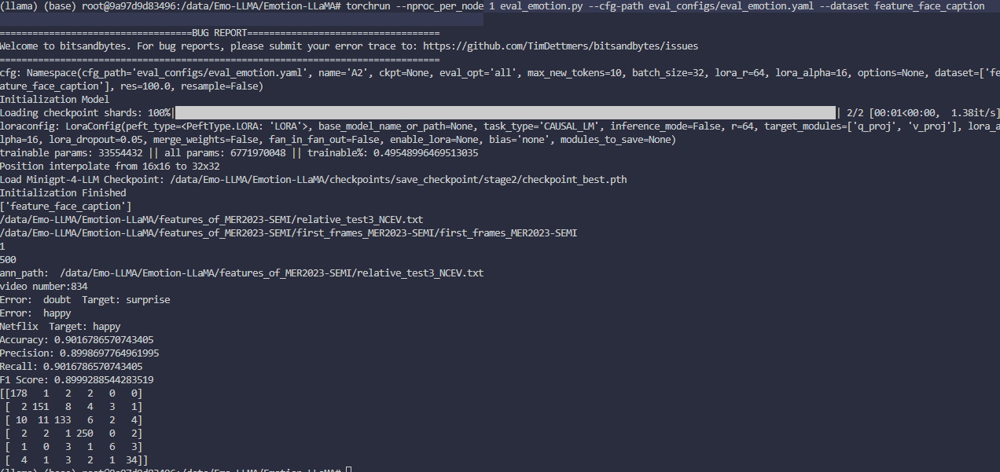 (llama) (base) root@9a97d9d83496:/data/Emo-LLMA/Emotion-LLaMA# torchrun --nproc_per_node 1 eval_emotion.py --cfg-path eval_configs/eval_emotion.yaml --dataset feature_face_caption
===================================BUG REPORT===================================
Welcome to bitsandbytes. For bug reports, please submit your error trace to: https://github.com/TimDettmers/bitsandbytes/issues
================================================================================
cfg: Namespace(cfg_path='eval_configs/eval_emotion.yaml', name='A2', ckpt=None, eval_opt='all', max_new_tokens=10, batch_size=32, lora_r=64, lora_alpha=16, options=None, dataset=['fe
ature_face_caption'], res=100.0, resample=False)
Initialization Model
Loading checkpoint shards: 100%| | 2/2 [00:01<00:00,  1.38it/s]
loraconfig: LoraConfig(peft_type=<PeftType.LORA: 'LORA'>, base_model_name_or_path=None, task_type='CAUSAL_LM', inference_mode=False, r=64, target_modules=['q_proj', 'v_proj'], lora_a
lpha=16, lora_dropout=0.05, merge_weights=False, fan_in_fan_out=False, enable_lora=None, bias='none', modules_to_save=None)
trainable params: 33554432 || all params: 6771970048 || trainable%: 0.49548996469513035
Position interpolate from 16x16 to 32x32
Load Minigpt-4-LLM Checkpoint: /data/Emo-LLMA/Emotion-LLaMA/checkpoints/save_checkpoint/stage2/checkpoint_best.pth
Initialization Finished
['feature_face_caption']
/data/Emo-LLMA/Emotion-LLaMA/features_of_MER2023-SEMI/relative_test3_NCEV.txt
/data/Emo-LLMA/Emotion-LLaMA/features_of_MER2023-SEMI/first_frames_MER2023-SEMI/first_frames_MER2023-SEMI
1
500
ann_path:  /data/Emo-LLMA/Emotion-LLaMA/features_of_MER2023-SEMI/relative_test3_NCEV.txt
video number:834
Error:  doubt  Target: surprise
Error:  happy
Netflix  Target: happy
Accuracy: 0.9016786570743405
Precision: 0.8998697764961995
Recall: 0.9016786570743405
F1 Score: 0.8999288544283519
[[178   1   2   2   0   0]
 [  2 151   8   4   3   1]
 [ 10  11 133   6   2   4]
 [  2   2   1 250   0   2]
 [  1   0   3   1   6   3]
 [  4   1   3   2   1  34]]
(llama) (base) root@9a97d9d83496:/data/Emo-LLMA/Emotion-LLaMA#